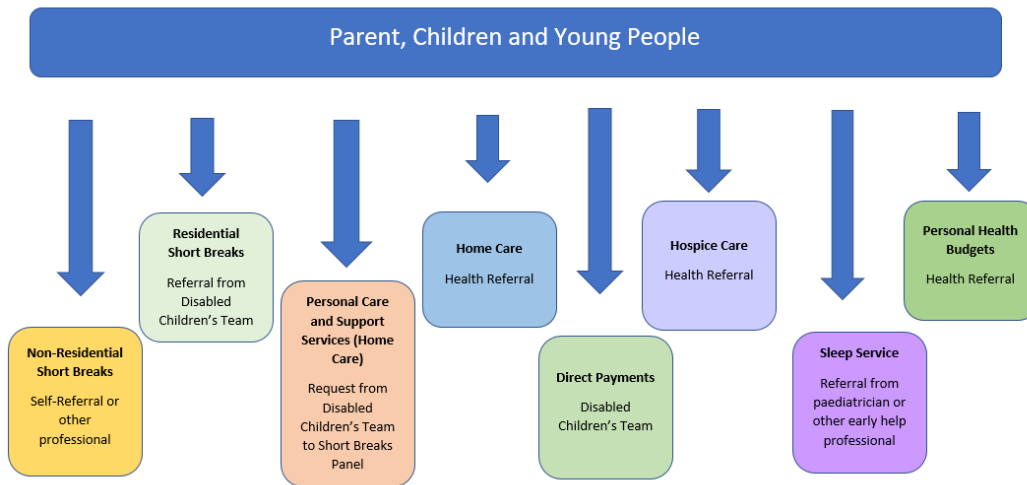 Parent, Children and Young People
Non-Residential
Short Breaks
Self-Referral or
other
professional
Residential
Short Breaks
Referral from
Disabled
Children’s Team
Personal Care
and Support
Services (Home
Care)
Request from
Disabled
Children’s Team
to Short Breaks
Panel
Home Care
Health Referral
Direct Payments
Disabled
Children’s Team
Hospice Care
Health Referral
Sleep Service
Referral from
paediatrician or
other early help
professional
Personal Health
Budgets
Health Referral